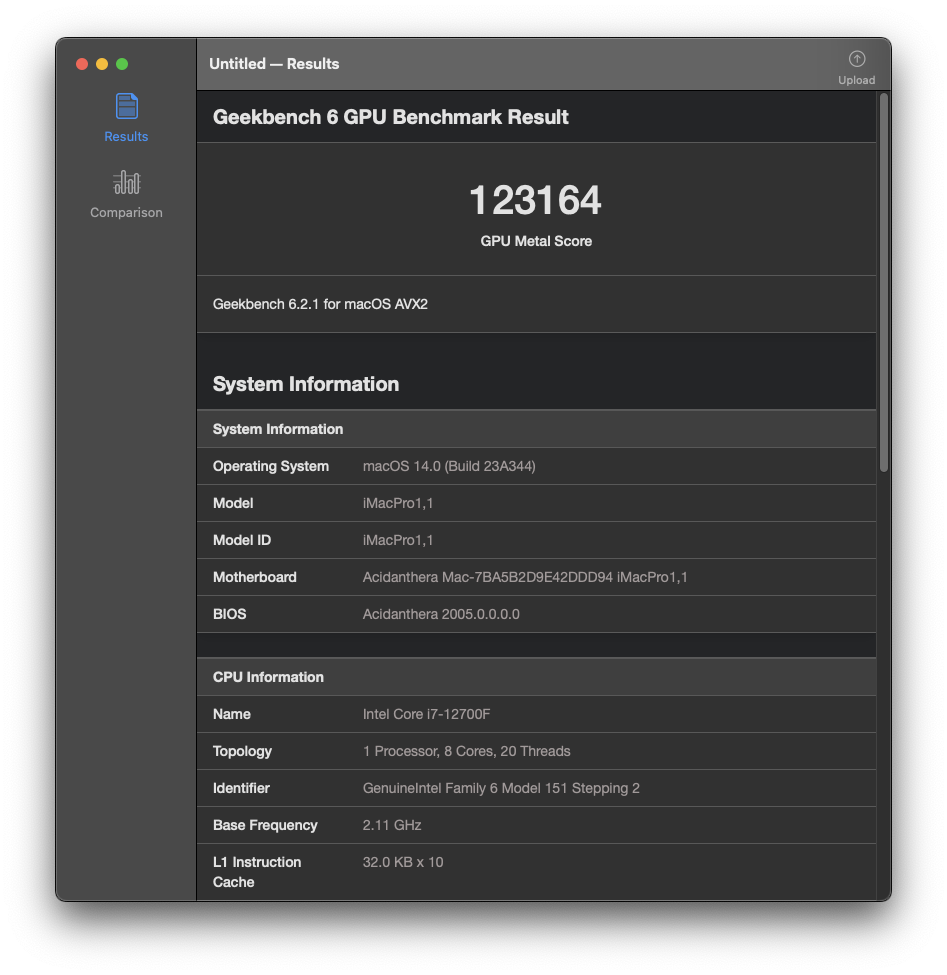 Untitled — Results
Upload
Results
Comparison
Geekbench 6 GPU Benchmark Result
123164
GPU Metal Score
Geekbench 6.2.1 for macOS AVX2
System Information
System Information
Operating System macOS 14.0 (Build 23A344)
Model iMacPro1,1
Model ID iMacPro1,1
Motherboard Acidanthera Mac-7BA5B2D9E42DDD94 iMacPro1,1
BIOS Acidanthera 2005.0.0.0.0
CPU Information
Name Intel Core i7-12700F
Topology 1 Processor, 8 Cores, 20 Threads
Identifier GenuineIntel Family 6 Model 151 Stepping 2
Base Frequency 2.11 GHz
L1 Instruction 32.0 KB x 10
Cache